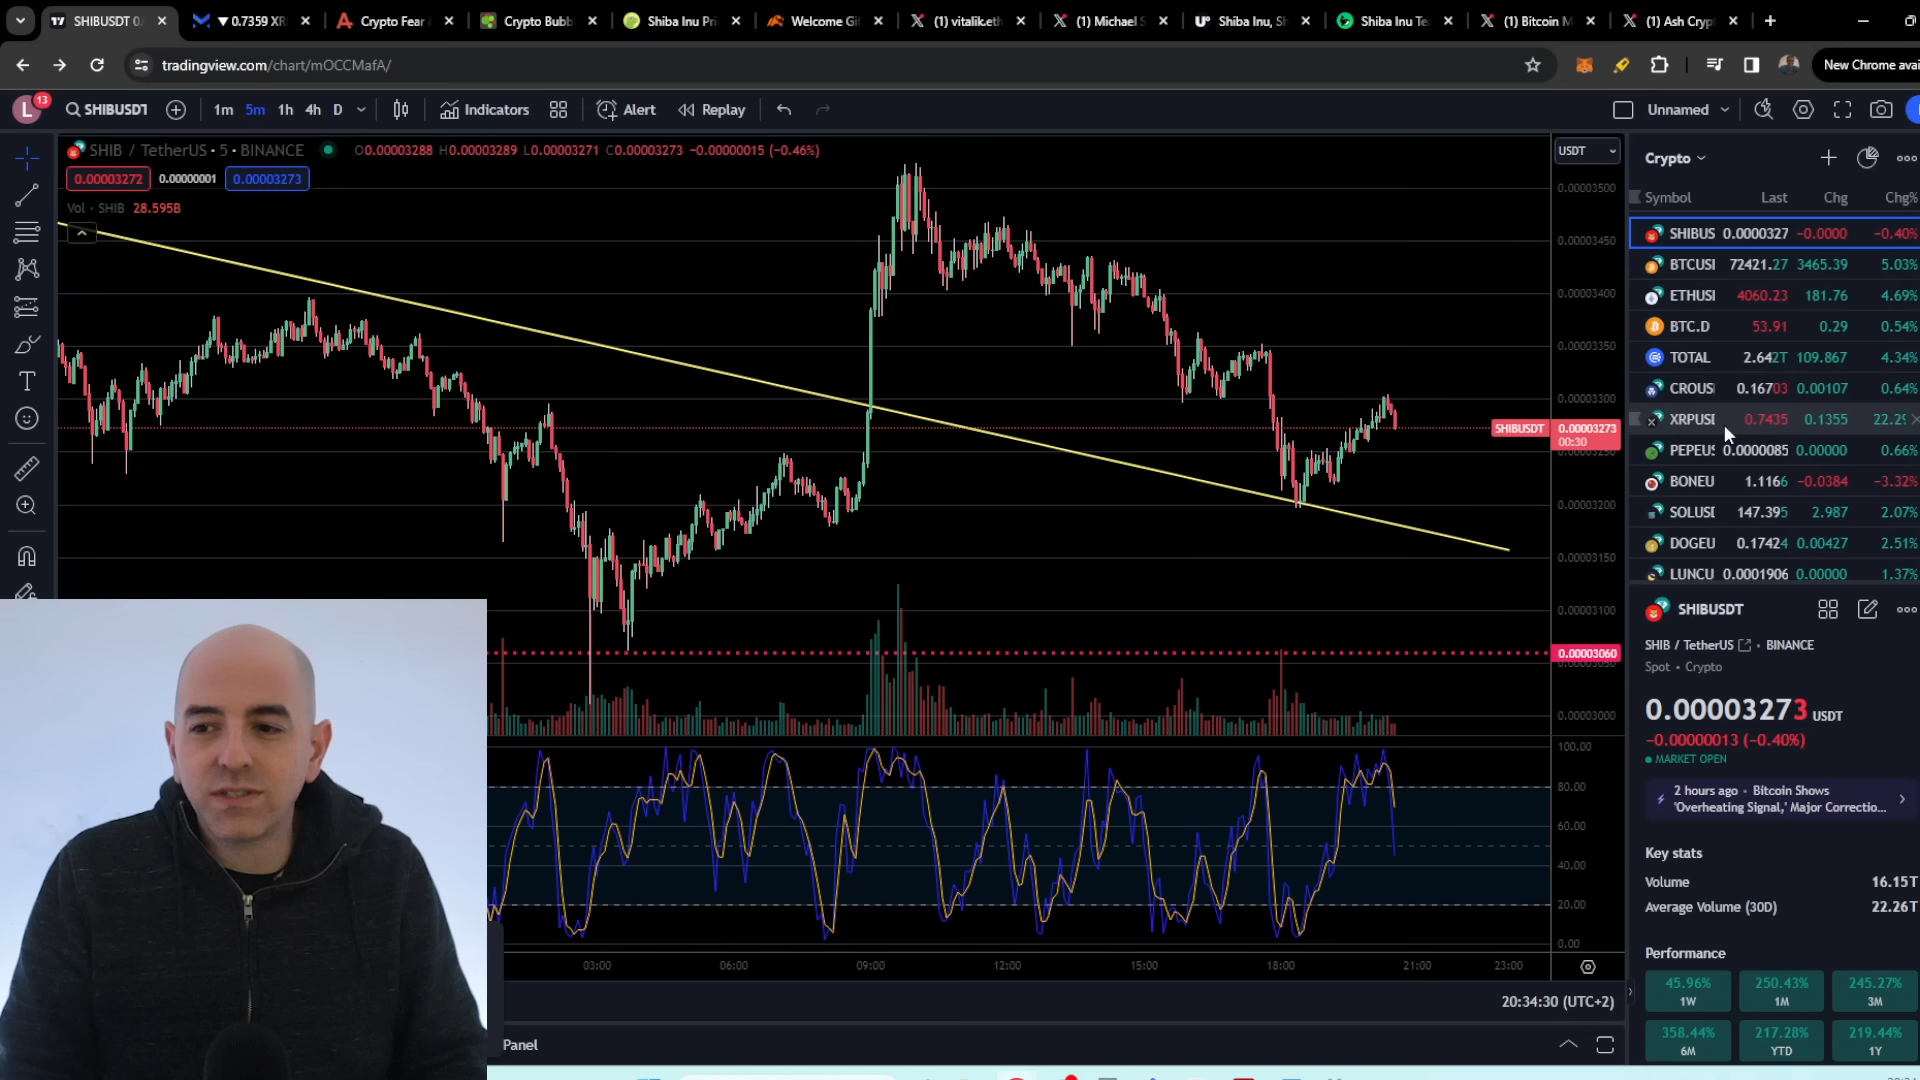 SHIBUSDT 0.
▼ 0.7359 XR
Crypto Fear
Crypto Bubb
Shiba Inu Pri
Welcome Gif
(1) vitalik.eth
(1) Michael S
Shiba Inu, Sh
Shiba Inu Te
(1) Bitcoin M
(1) Ash Cryp
tradingview.com/chart/mOCCMafA/
New Chrome avai
L
13
SHIBUSDT
1m 5m 1h 4h D
Indicators
Alert
Replay
Unnamed
SHIB / TetherUS • 5 • BINANCE
O0.00003288 H0.00003289 L0.00003271 C0.00003273 −0.00000015 (−0.46%)
0.00003272
0.00000001
0.00003273
Vol · SHIB 28.595B
USDT
0.00003500
0.00003450
0.00003400
0.00003350
0.00003300
SHIBUSDT 0.00003273
00:30
0.00003200
0.00003150
0.00003100
0.00003060
0.00003000
100.00
80.00
60.00
40.00
20.00
0.00
03:00 06:00 09:00 12:00 15:00 18:00 21:00 23:00
20:34:30 (UTC+2)
Panel
Crypto
Symbol Last Chg Chg%
SHIBUS 0.0000327 −0.0000 −0.40%
BTCUSI 72421.27 3465.39 5.03%
ETHUSI 4060.23 181.76 4.69%
BTC.D 53.91 0.29 0.54%
TOTAL 2.642T 109.867 4.34%
CROUSI 0.16703 0.00107 0.64%
XRPUSI 0.7435 0.1355 22.29
PEPEUS 0.0000085 0.00000 0.66%
BONEU 1.1166 −0.0384 −3.32%
SOLUSI 147.395 2.987 2.07%
DOGEU 0.17424 0.00427 2.51%
LUNCU 0.0001906 0.00000 1.37%
SHIBUSDT
SHIB / TetherUS • BINANCE
Spot • Crypto
0.00003273 USDT
−0.00000013 (−0.40%)
MARKET OPEN
2 hours ago • Bitcoin Shows
'Overheating Signal,' Major Correctio...
Key stats
Volume 16.15T
Average Volume (30D) 22.26T
Performance
45.96% 250.43% 245.27%
1W 1M 3M
358.44% 217.28% 219.44%
6M YTD 1Y